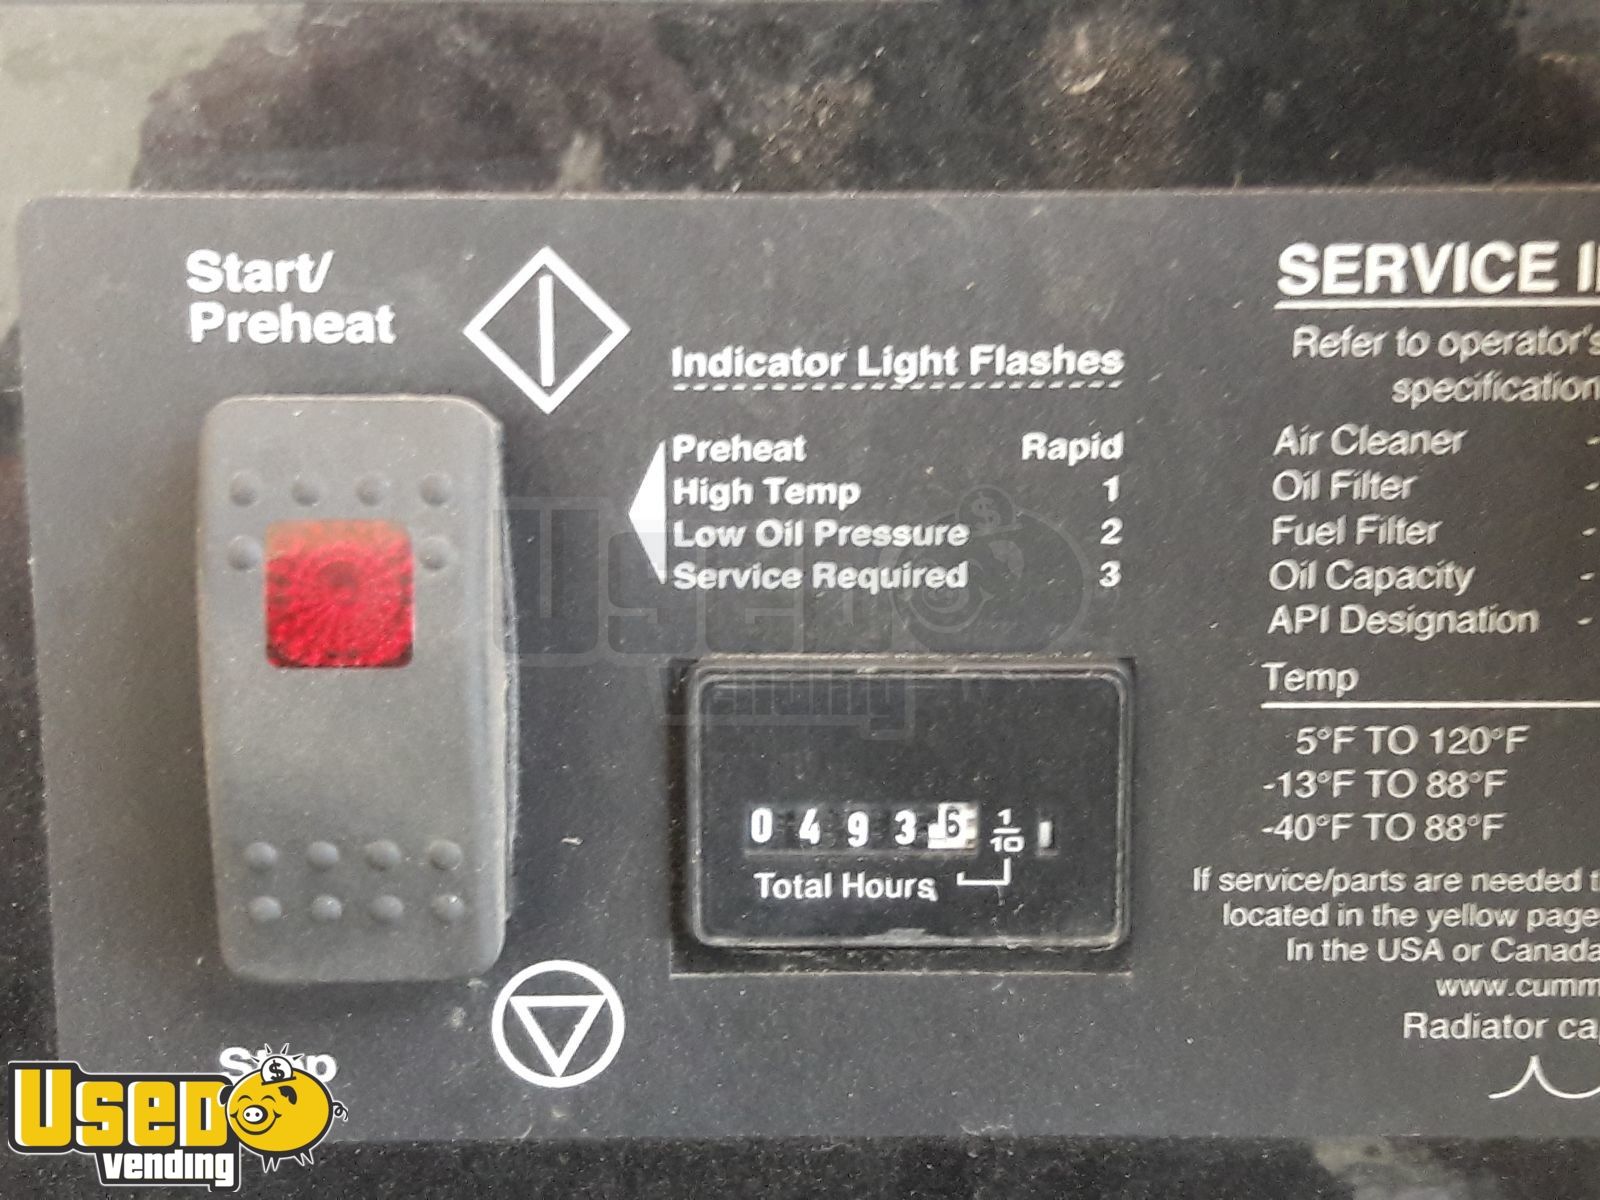 Start/
Preheat
Indicator Light Flashes
Preheat Rapid
High Temp 1
Low Oil Pressure 2
Service Required 3
0 4 9 3 6 1/10
Total Hours
Stop
SERVICE
Refer to operator's
specification
Air Cleaner -
Oil Filter -
Fuel Filter -
Oil Capacity -
API Designation -
Temp
5°F TO 120°F
-13°F TO 88°F
-40°F TO 88°F
If service/parts are needed
located in the yellow page
In the USA or Canada
www.cumm
Radiator ca
USED
vending
USED
vending